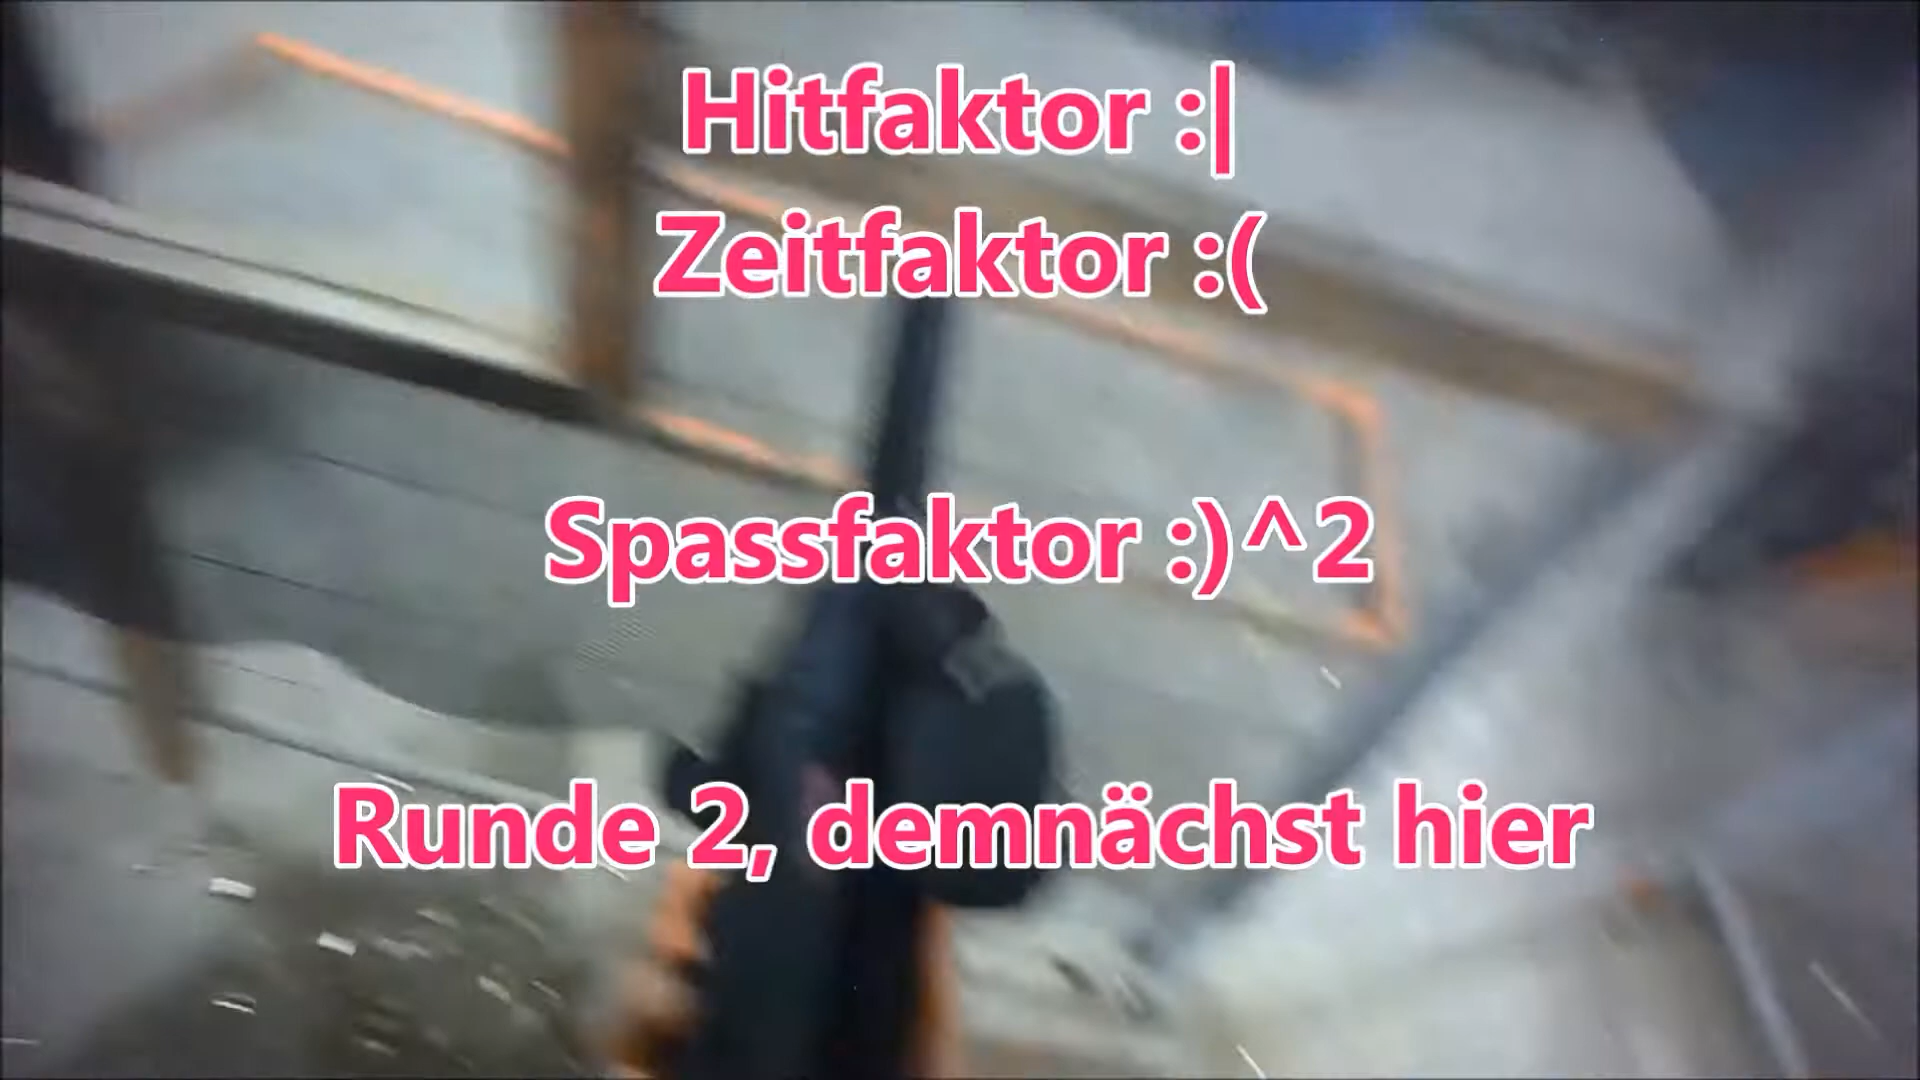 Hitfaktor :|
Zeitfaktor :(
Spassfaktor :)^2
Runde 2, demnächst hier